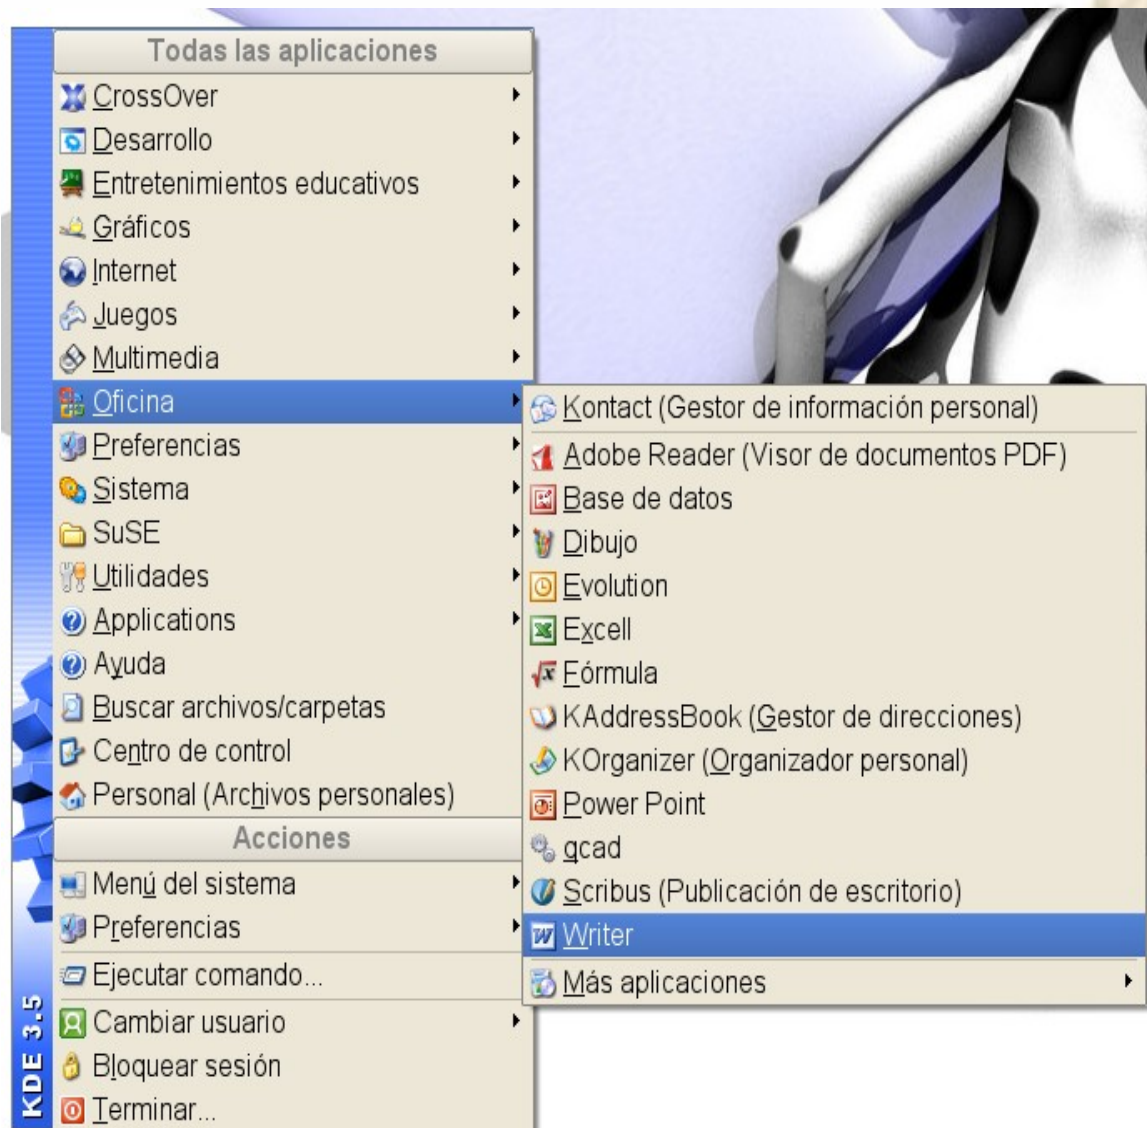 Todas las aplicaciones
CrossOver
Desarrollo
Entretenimientos educativos
Gráficos
Internet
Juegos
Multimedia
Oficina
Preferencias
Sistema
SuSE
Utilidades
Applications
Ayuda
Buscar archivos/carpetas
Centro de control
Personal (Archivos personales)
Acciones
Menú del sistema
Preferencias
Ejecutar comando...
Cambiar usuario
Bloquear sesión
Terminar...
KDE 3.5
Kontact (Gestor de información personal)
Adobe Reader (Visor de documentos PDF)
Base de datos
Dibujo
Evolution
Excell
Fórmula
KAddressBook (Gestor de direcciones)
KOrganizer (Organizador personal)
Power Point
qcad
Scribus (Publicación de escritorio)
Writer
Más aplicaciones